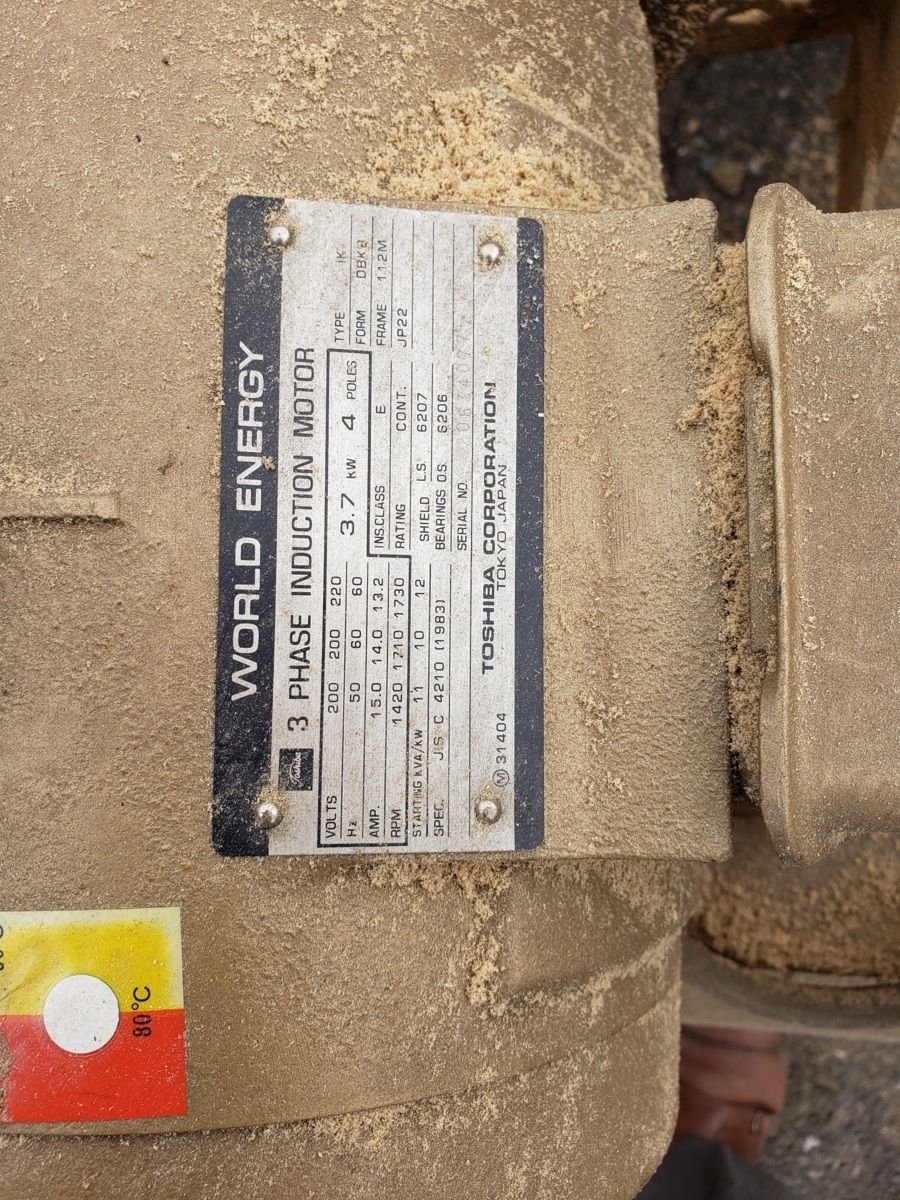 WORLD ENERGY
3 PHASE INDUCTION MOTOR
VOLTS 200 200 220
Hz 50 60 60
AMP. 15.0 14.0 13.2
RPM 1420 1710 1730
STARTING KVA/KW 11 10 12
SPEC. JIS C 4210 (1983)
3.7 KW 4 POLES
INS.CLASS E
RATING CONT.
SHIELD L.S. 6207
BEARINGS O.S. 6206
SERIAL NO.
TYPE IK
FORM
FRAME 112M
JP22
TOSHIBA CORPORATION
TOKYO JAPAN
M 31404
80°C